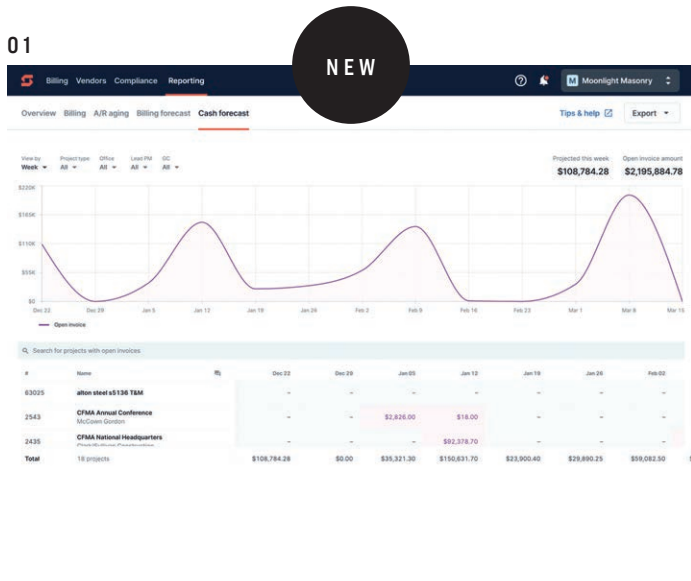 01
NEW
Billing Vendors Compliance Reporting
M Moonlight Masonry
Overview Billing A/R aging Billing forecast Cash forecast
Tips & help
Export
View by Project type Office Lead PM GC
Week All All All All
Projected this week Open invoice amount
$108,784.28 $2,195,884.78
$220K
$165K
$110K
$55K
$0
Dec 22 Dec 29 Jan 5 Jan 12 Jan 19 Jan 26 Feb 2 Feb 9 Feb 16 Feb 23 Mar 1 Mar 8 Mar 15
Open invoice
Search for projects with open invoices
# Name Dec 22 Dec 29 Jan 05 Jan 12 Jan 19 Jan 26 Feb 02
63025 alton steel s5136 T&M - - - - - - -
CFMA Annual Conference
2543 - - $2,826.00 $18.00 - - -
McCown Gordon
CFMA National Headquarters
2435 - - - $92,378.70 - - -
Total 18 projects $108,784.28 $0.00 $35,321.30 $150,631.70 $23,900.40 $29,890.25 $59,082.50